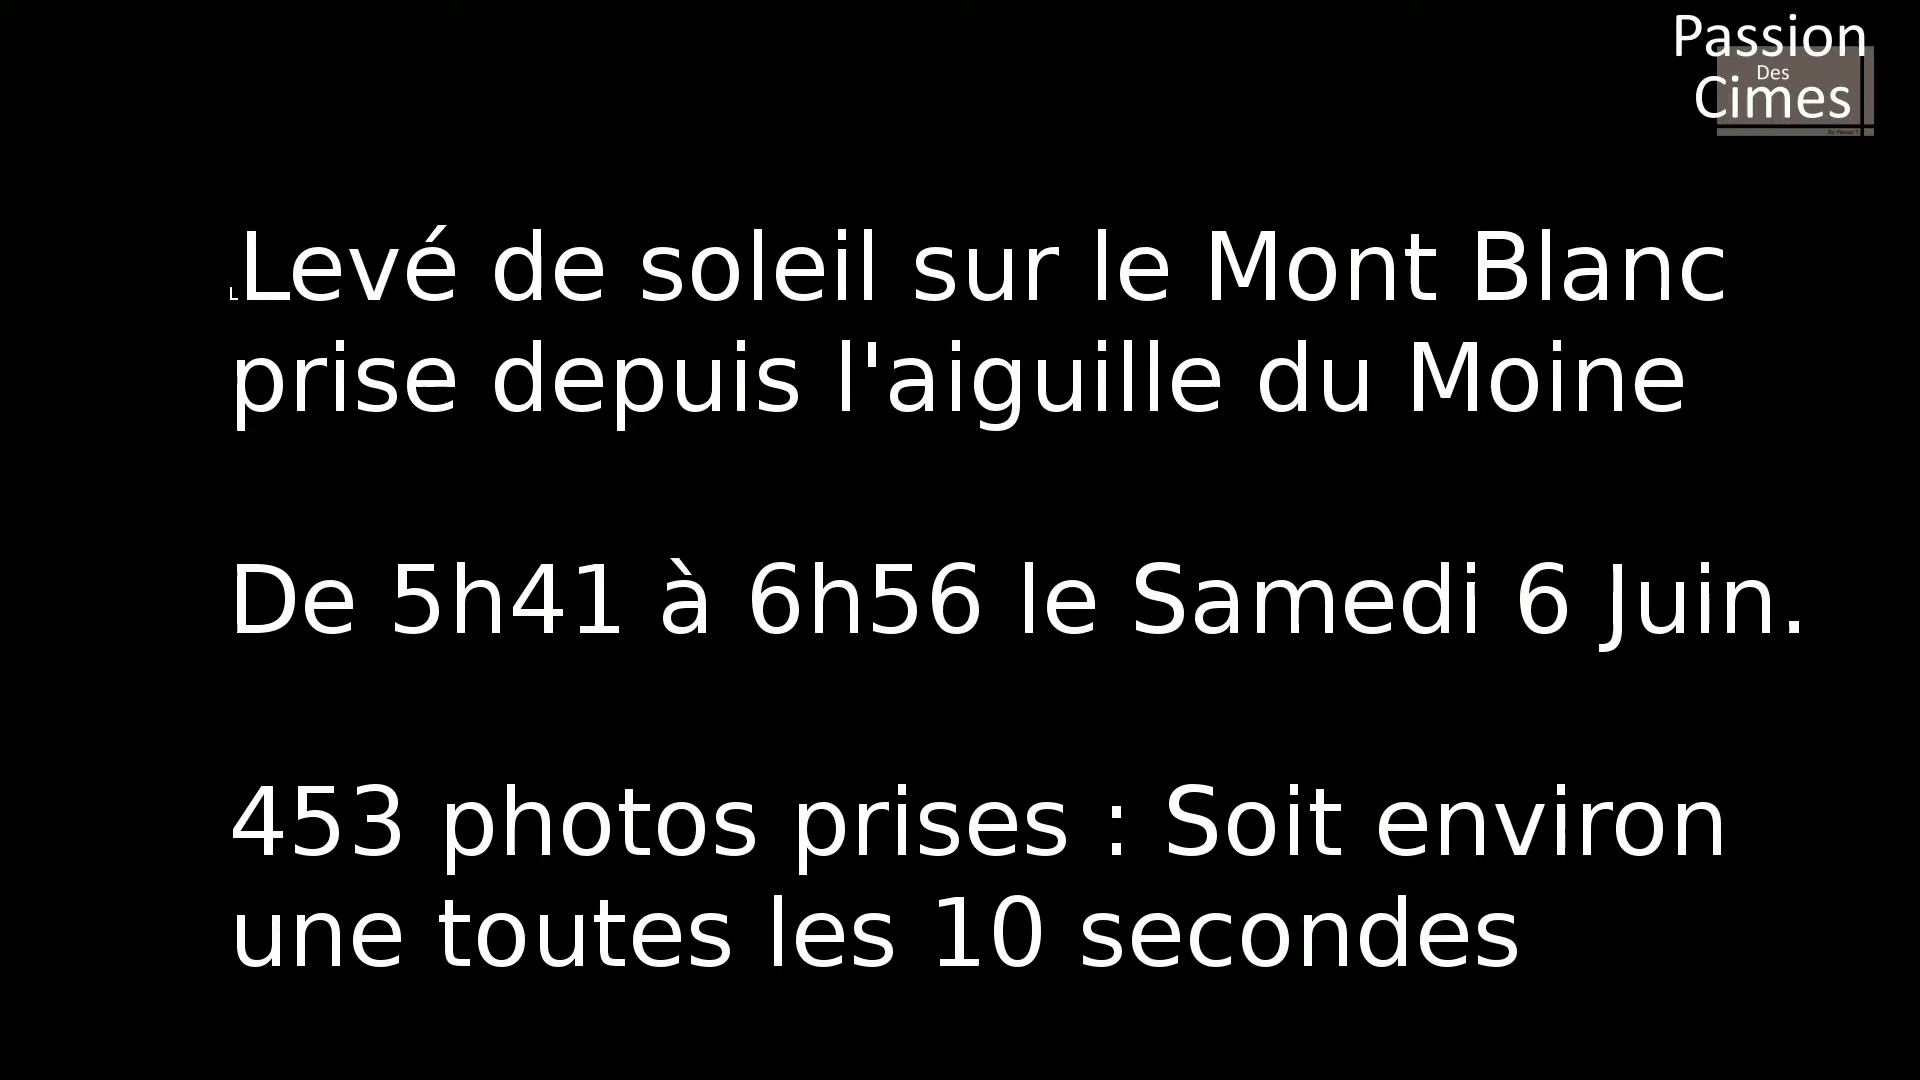 Passion
Des
Cimes
LLevé de soleil sur le Mont Blanc
prise depuis l'aiguille du Moine
De 5h41 à 6h56 le Samedi 6 Juin.
453 photos prises : Soit environ
une toutes les 10 secondes